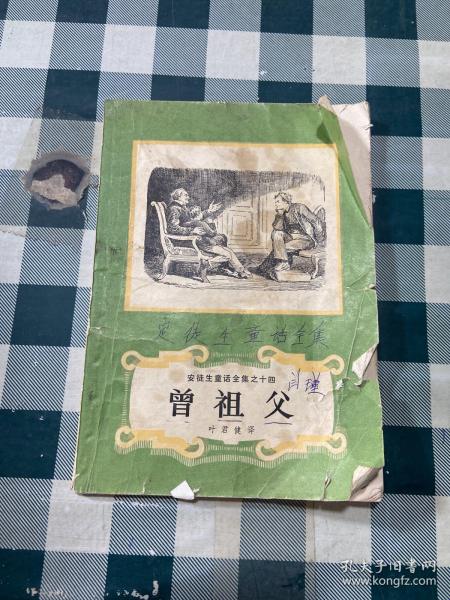 安徒生童话全集
安徒生童话全集之十四
曾祖父
叶君健译
孔夫子旧书网
www.kongfz.com